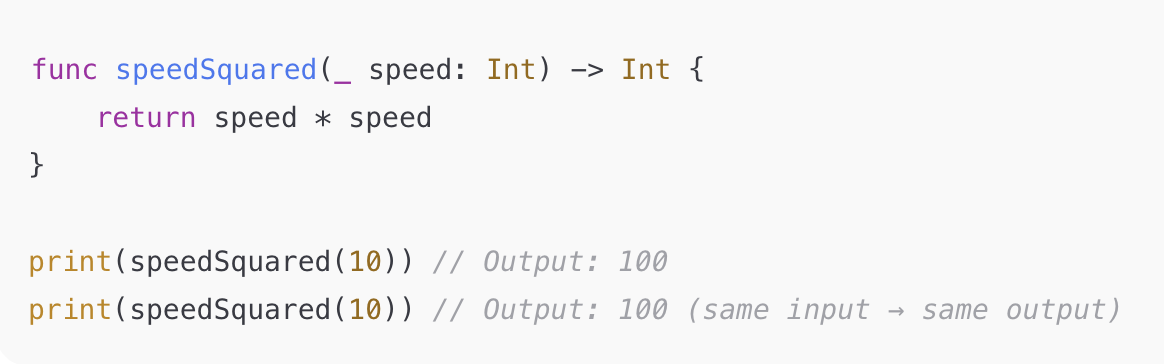 func speedSquared(_ speed: Int) -> Int {
    return speed * speed
}
print(speedSquared(10)) // Output: 100
print(speedSquared(10)) // Output: 100 (same input → same output)